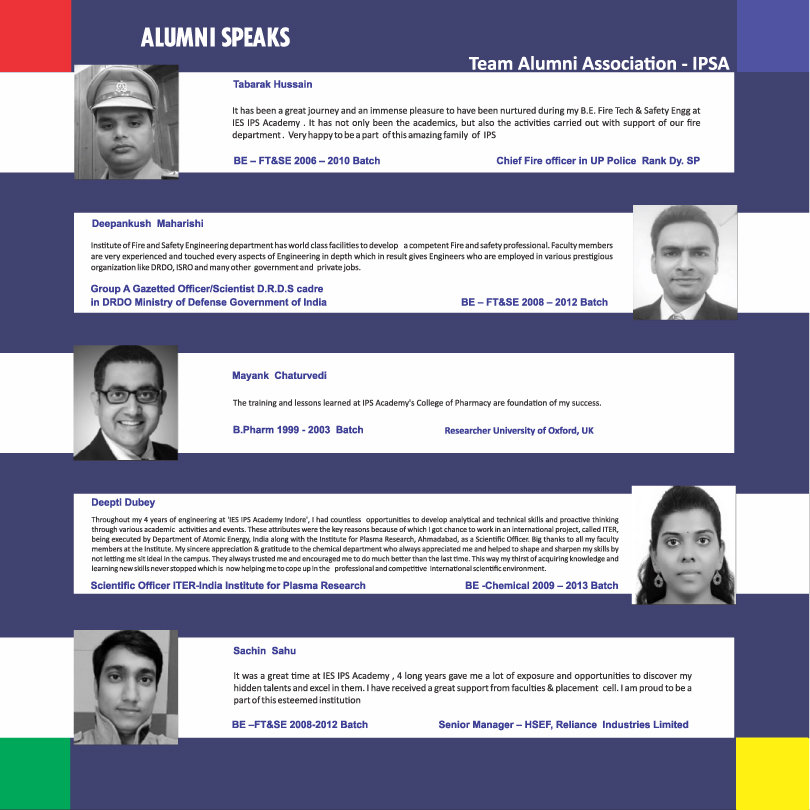 ALUMNI SPEAKS
Team Alumni Association - IPSA
Tabarak Hussain
It has been a great journey and an immense pleasure to have been nurtured during my B.E. Fire Tech & Safety Engg at
IES IPS Academy . It has not only been the academics, but also the activities carried out with support of our fire
department . Very happy to be a part of this amazing family of IPS
BE – FT&SE 2006 – 2010 Batch Chief Fire officer in UP Police Rank Dy. SP
Deepankush Maharishi
Institute of Fire and Safety Engineering department has world class facilities to develop a competent Fire and safety professional. Faculty members
are very experienced and touched every aspects of Engineering in depth which in result gives Engineers who are employed in various prestigious
organization like DRDO, ISRO and many other government and private jobs.
Group A Gazetted Officer/Scientist D.R.D.S cadre
in DRDO Ministry of Defense Government of India BE – FT&SE 2008 – 2012 Batch
Mayank Chaturvedi
The training and lessons learned at IPS Academy's College of Pharmacy are foundation of my success.
B.Pharm 1999 - 2003 Batch Researcher University of Oxford, UK
Deepti Dubey
Throughout my 4 years of engineering at 'IES IPS Academy Indore', I had countless opportunities to develop analytical and technical skills and proactive thinking
through various academic activities and events. These attributes were the key reasons because of which I got chance to work in an international project, called ITER,
being executed by Department of Atomic Energy, India along with the Institute for Plasma Research, Ahmadabad, as a Scientific Officer. Big thanks to all my faculty
members at the Institute. My sincere appreciation & gratitude to the chemical department who always appreciated me and helped to shape and sharpen my skills by
not letting me sit ideal in the campus. They always trusted me and encouraged me to do much better than the last time. This way my thirst of acquiring knowledge and
learning new skills never stopped which is now helping me to cope up in the professional and competitive international scientific environment.
Scientific Officer ITER-India Institute for Plasma Research BE -Chemical 2009 – 2013 Batch
Sachin Sahu
It was a great time at IES IPS Academy , 4 long years gave me a lot of exposure and opportunities to discover my
hidden talents and excel in them. I have received a great support from faculties & placement cell. I am proud to be a
part of this esteemed institution
BE –FT&SE 2008-2012 Batch Senior Manager – HSEF, Reliance Industries Limited